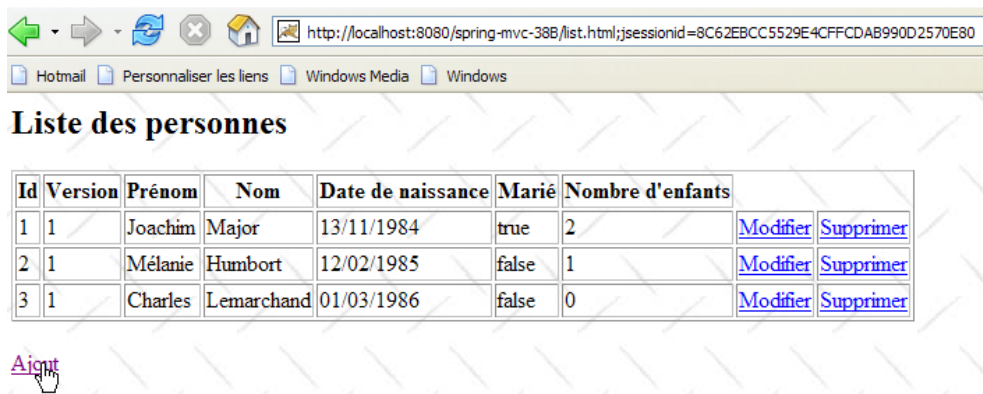 http://localhost:8080/spring-mvc-38B/list.html;jsessionid=8C62EBCC5529E4CFFCDAB990D2570E80
Hotmail Personnaliser les liens Windows Media Windows
Liste des personnes
Id Version Prénom Nom Date de naissance Marié Nombre d'enfants
1 1 Joachim Major 13/11/1984 true 2 Modifier Supprimer
2 1 Mélanie Humbort 12/02/1985 false 1 Modifier Supprimer
3 1 Charles Lemarchand 01/03/1986 false 0 Modifier Supprimer
Ajout